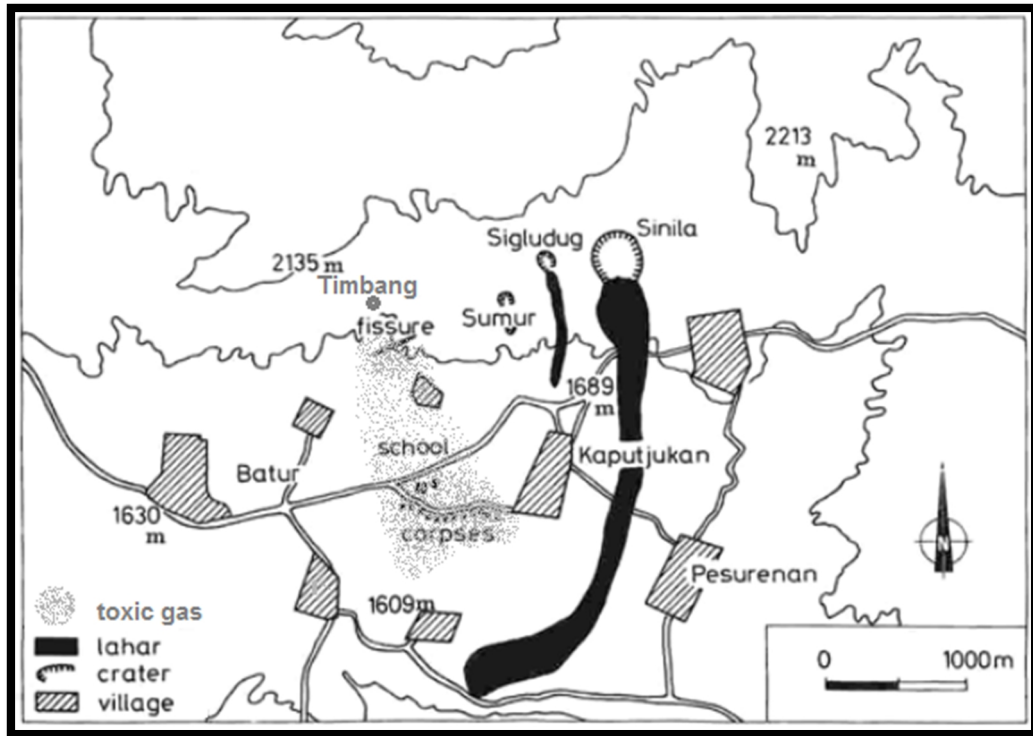 2213
m
Sinila
Sigludug
2135 m
Timbang
fissure
Sumur
1689
m
school
Kaputjukan
Batur
1630
m
corpses
Pesurenan
N
1609m
toxic gas
lahar
crater
village
0 1000m